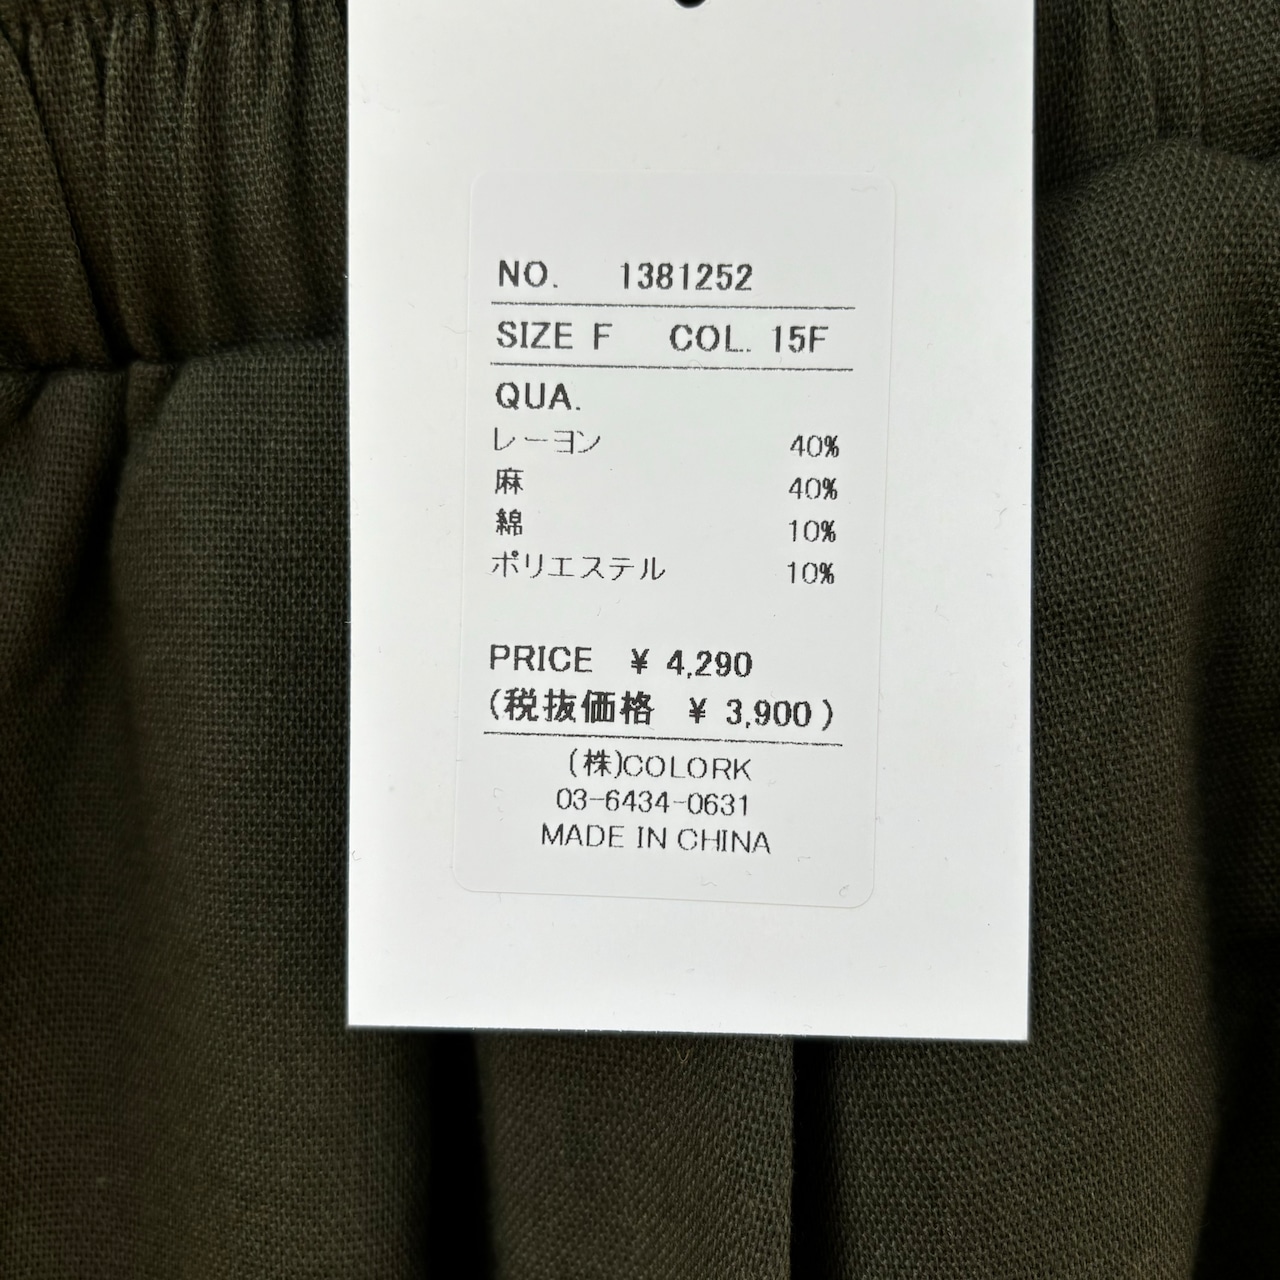 NO. 1381252
SIZE F COL. 15F
QUA.
レーヨン 40%
麻 40%
綿 10%
ポリエステル 10%
PRICE ¥ 4,290
(税抜価格 ¥ 3,900)
(株)COLORK
03-6434-0631
MADE IN CHINA